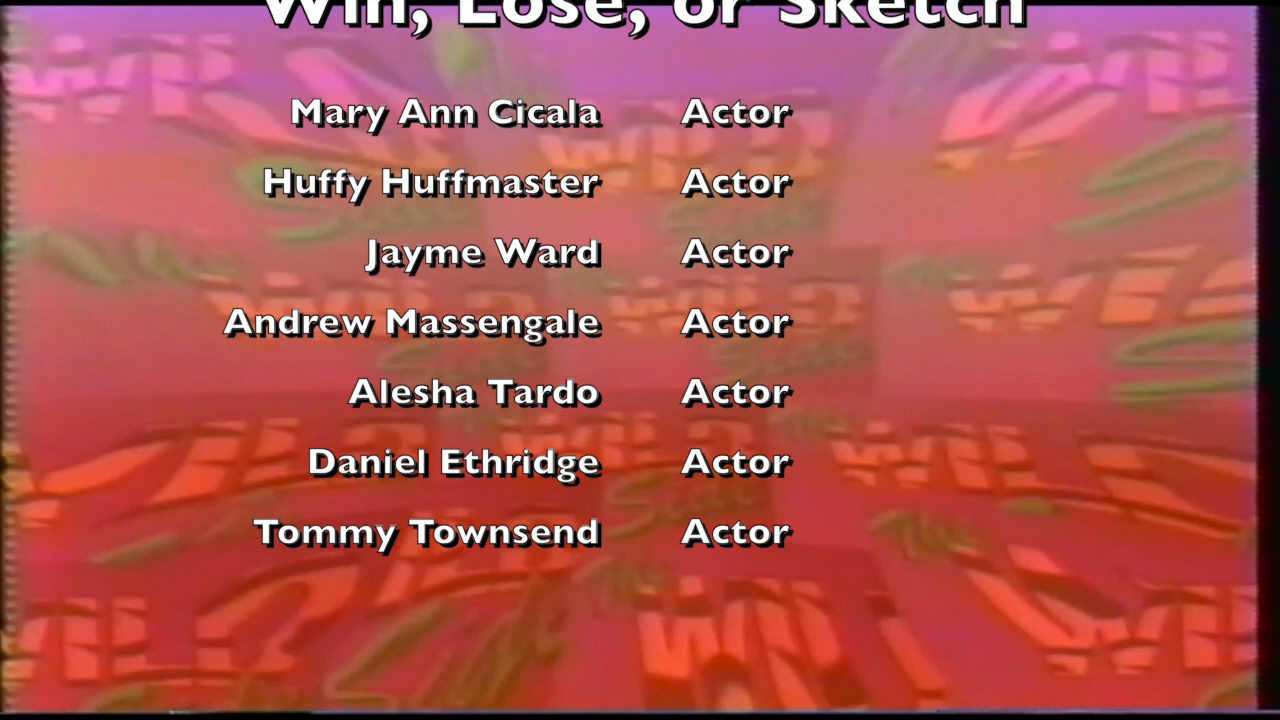 Win, Lose, or Sketch
Mary Ann Cicala Actor
Huffy Huffmaster Actor
Jayme Ward Actor
Andrew Massengale Actor
Alesha Tardo Actor
Daniel Ethridge Actor
Tommy Townsend Actor